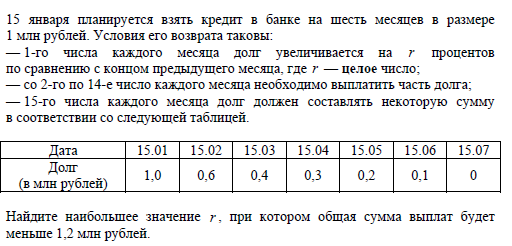 15 января планируется взять кредит в банке на шесть месяцев в размере
1 млн рублей. Условия его возврата таковы:
— 1-го числа каждого месяца долг увеличивается на r процентов
по сравнению с концом предыдущего месяца, где r — целое число;
— со 2-го по 14-е число каждого месяца необходимо выплатить часть долга;
— 15-го числа каждого месяца долг должен составлять некоторую сумму
в соответствии со следующей таблицей.
Дата 15.01 15.02 15.03 15.04 15.05 15.06 15.07
Долг
(в млн рублей) 1,0 0,6 0,4 0,3 0,2 0,1 0
Найдите наибольшее значение r, при котором общая сумма выплат будет
меньше 1,2 млн рублей.